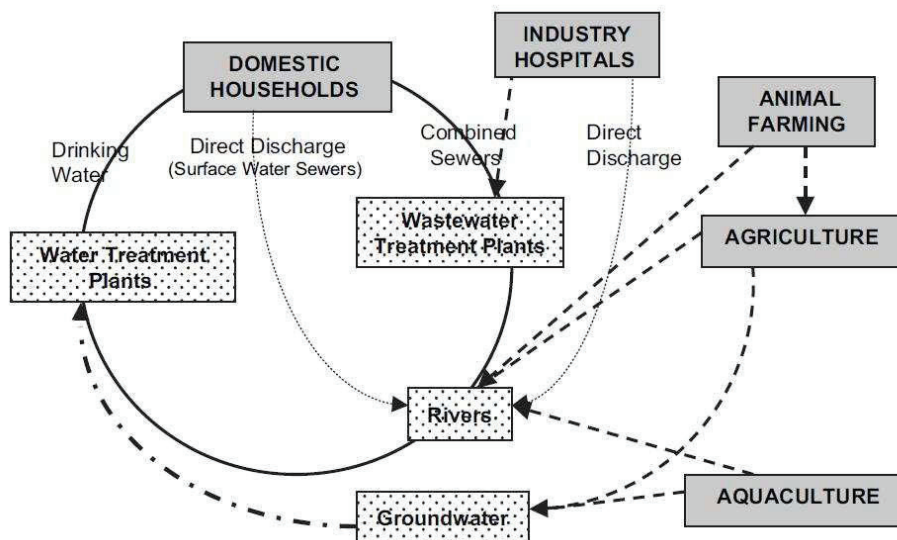 INDUSTRY
HOSPITALS
DOMESTIC
HOUSEHOLDS
ANIMAL
FARMING
Drinking
Water
Direct Discharge
(Surface Water Sewers)
Combined
Sewers
Direct
Discharge
Water Treatment
Plants
Wastewater
Treatment Plants
AGRICULTURE
Rivers
Groundwater
AQUACULTURE